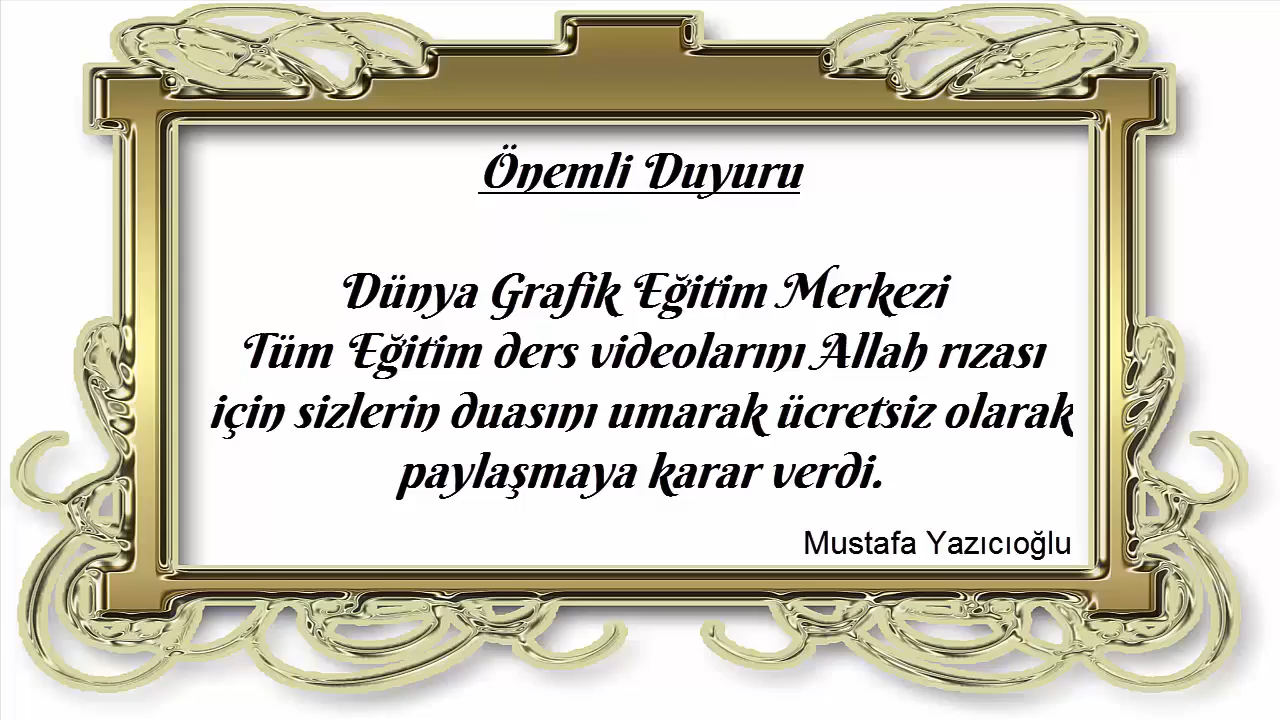 Önemli Duyuru
Dünya Grafik Eğitim Merkezi
Tüm Eğitim ders videolarını Allah rızası
için sizlerin duasını umarak ücretsiz olarak
paylaşmaya karar verdi.
Mustafa Yazıcıoğlu